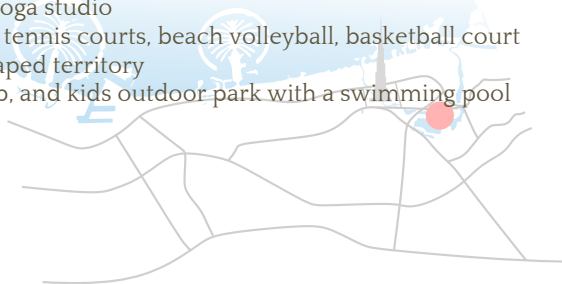 oga studio
tennis courts, beach volleyball, basketball court
aped territory
, and kids outdoor park with a swimming pool